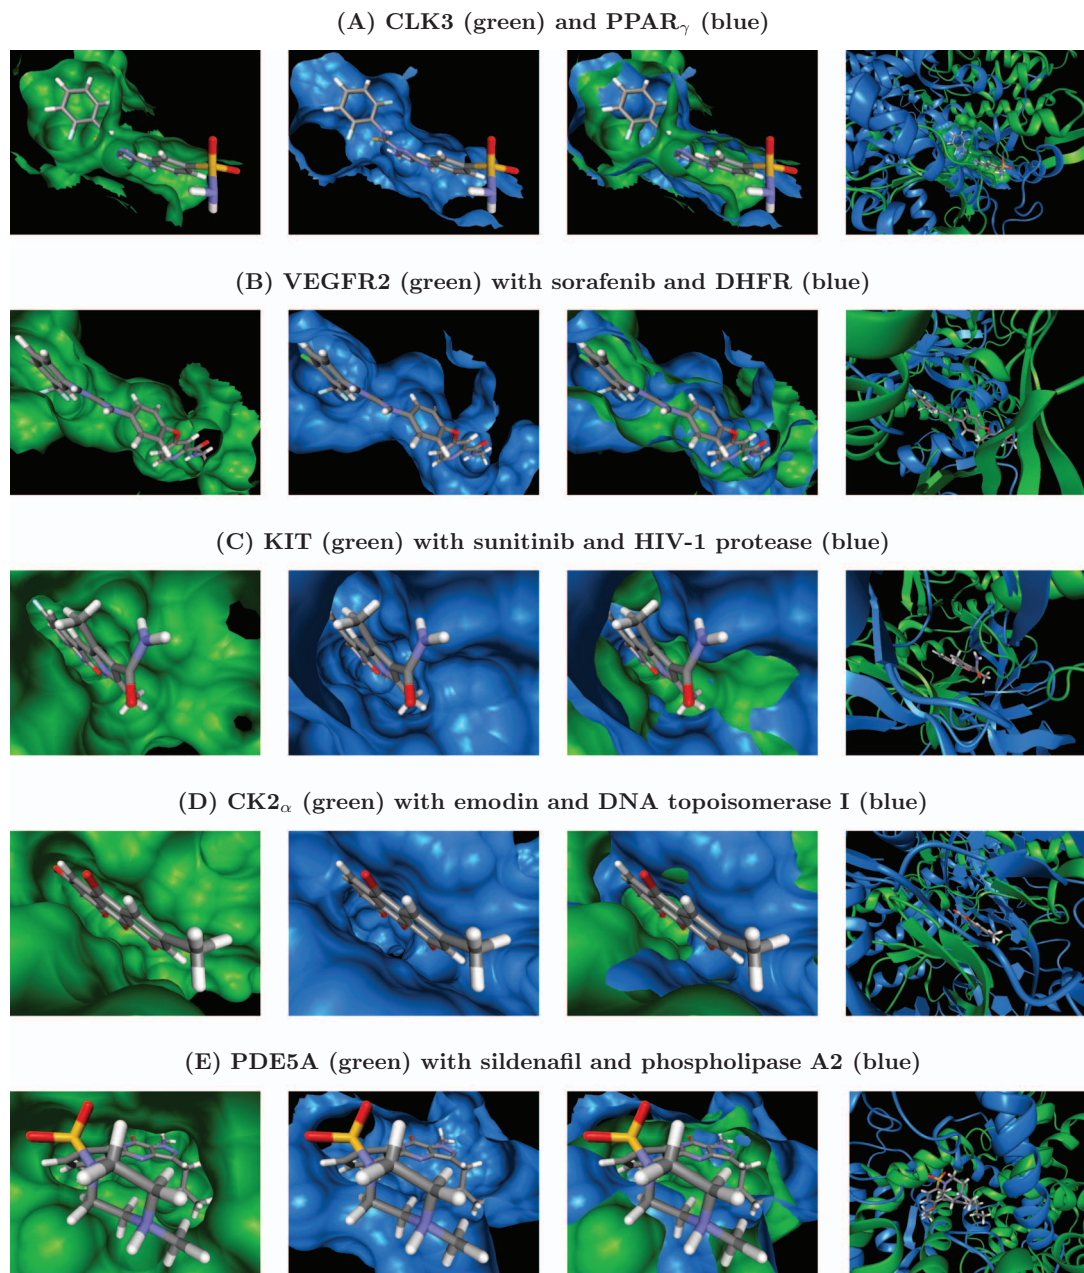 (A) CLK3 (green) and PPARγ (blue)
(B) VEGFR2 (green) with sorafenib and DHFR (blue)
(C) KIT (green) with sunitinib and HIV-1 protease (blue)
(D) CK2α (green) with emodin and DNA topoisomerase I (blue)
(E) PDE5A (green) with sildenafil and phospholipase A2 (blue)